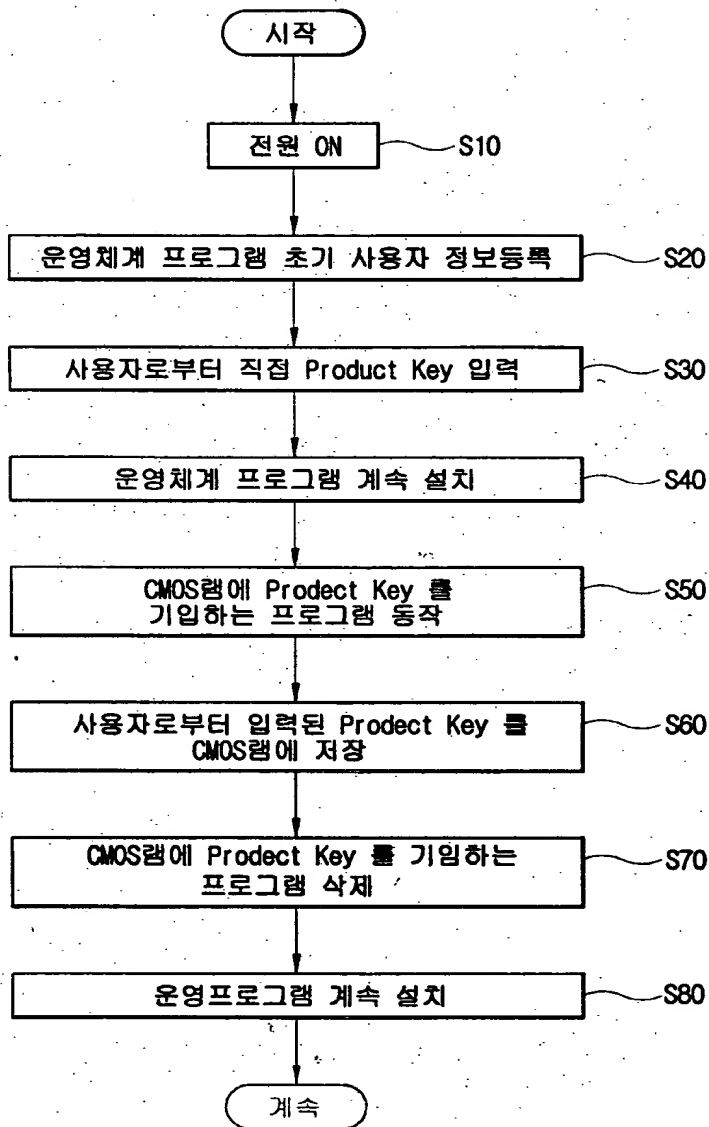 시작
전원 ON
S10
운영체계 프로그램 초기 사용자 정보등록
S20
사용자로부터 직접 Product Key 입력
S30
운영체계 프로그램 계속 설치
S40
CMOS램에 Prodect Key 를
기입하는 프로그램 동작
S50
사용자로부터 입력된 Prodect Key 를
CMOS램에 저장
S60
CMOS램에 Prodect Key 를 기입하는
프로그램 삭제
S70
운영프로그램 계속 설치
S80
계속